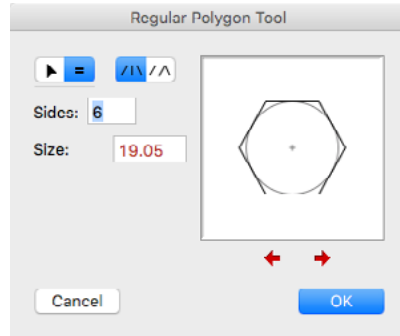 Regular Polygon Tool
Sides: 6
Size: 19.05
Cancel
OK